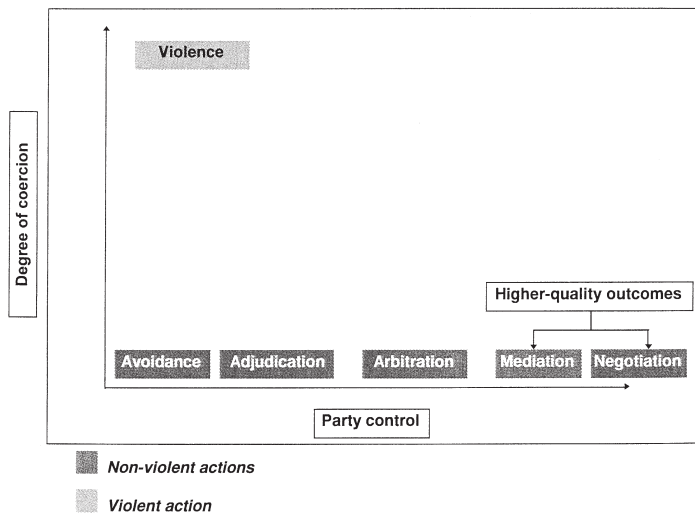 Violence
Degree of coercion
Higher-quality outcomes
Avoidance Adjudication Arbitration Mediation Negotiation
Party control
Non-violent actions
Violent action